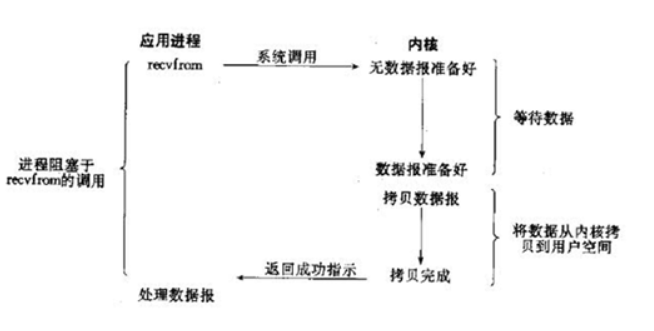 应用进程
内核
recvfrom
系统调用
无数据报准备好
等待数据
进程阻塞于
recvfrom的调用
数据报准备好
拷贝数据报
将数据从内核拷
贝到用户空间
返回成功指示
拷贝完成
处理数据报